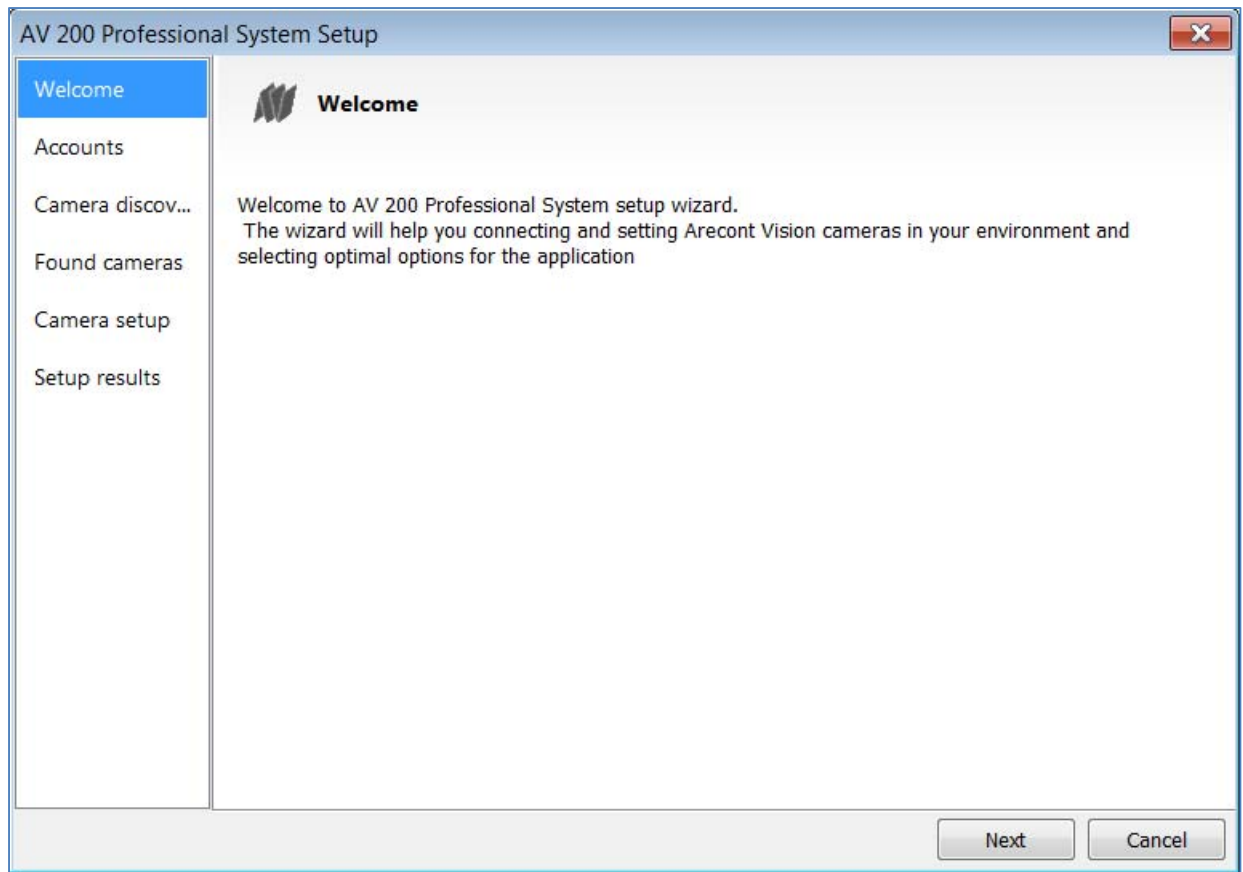 AV 200 Professional System Setup
Welcome
Accounts
Camera discov...
Found cameras
Camera setup
Setup results
Welcome
Welcome to AV 200 Professional System setup wizard.
The wizard will help you connecting and setting Arecont Vision cameras in your environment and
selecting optimal options for the application
Next
Cancel